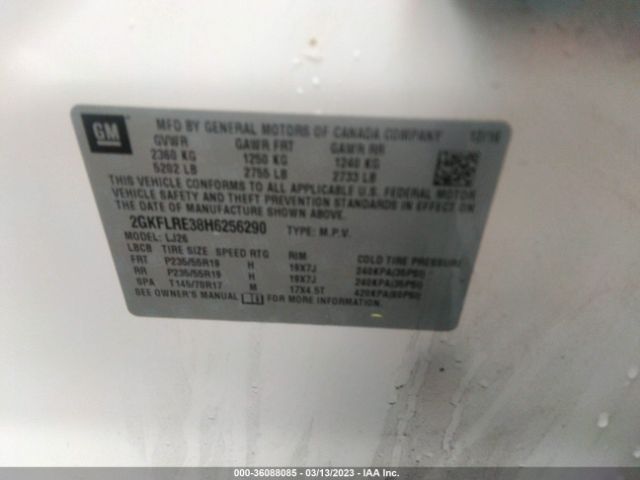 GM
MFD BY GENERAL MOTORS OF CANADA COMPANY 12/16
GVWR GAWR FRT GAWR RR
2360 KG 1250 KG 1240 KG
5202 LB 2755 LB 2733 LB
THIS VEHICLE CONFORMS TO ALL APPLICABLE U.S. FEDERAL MOTOR
VEHICLE SAFETY AND THEFT PREVENTION STANDARDS IN EFFECT ON
THE DATE OF MANUFACTURE SHOWN ABOVE.
2GKFLRE38H6256290 TYPE: M.P.V.
MODEL: LJ26
LBCB TIRE SIZE SPEED RTG RIM COLD TIRE PRESSURE
FRT P235/55R19 H 19X7J 240KPA(35PSI)
RR P235/55R19 H 19X7J 240KPA(35PSI)
SPA T145/70R17 M 17X4.5T 420KPA(60PSI)
SEE OWNER'S MANUAL FOR MORE INFORMATION.
000-36088085 — 03/13/2023 — IAA Inc.